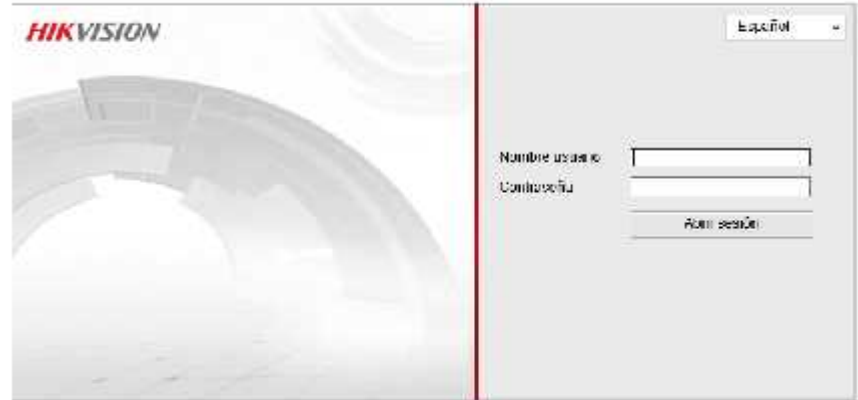 HIKVISION
Español
Nombre usuario
Contraseña
Abrir sesión